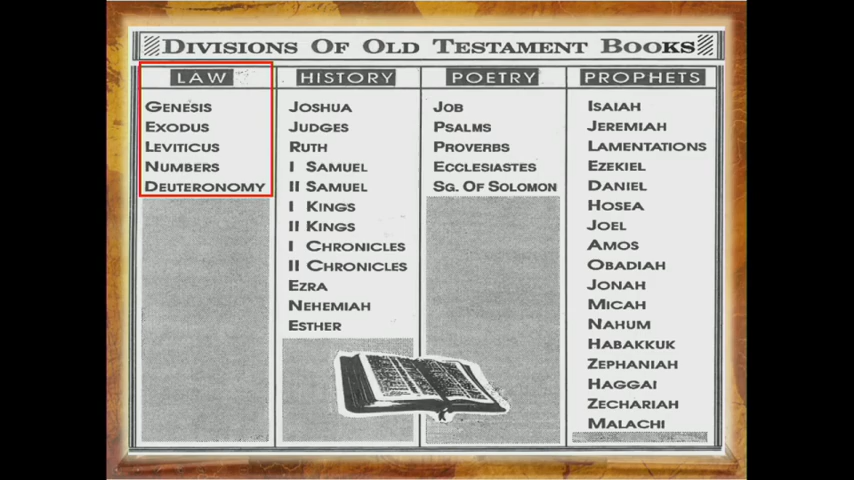 DIVISIONS OF OLD TESTAMENT BOOKS
LAW
GENESIS
EXODUS
LEVITICUS
NUMBERS
DEUTERONOMY
HISTORY
JOSHUA
JUDGES
RUTH
I SAMUEL
II SAMUEL
I KINGS
II KINGS
I CHRONICLES
II CHRONICLES
EZRA
NEHEMIAH
ESTHER
POETRY
JOB
PSALMS
PROVERBS
ECCLESIASTES
SG. OF SOLOMON
PROPHETS
ISAIAH
JEREMIAH
LAMENTATIONS
EZEKIEL
DANIEL
HOSEA
JOEL
AMOS
OBADIAH
JONAH
MICAH
NAHUM
HABAKKUK
ZEPHANIAH
HAGGAI
ZECHARIAH
MALACHI